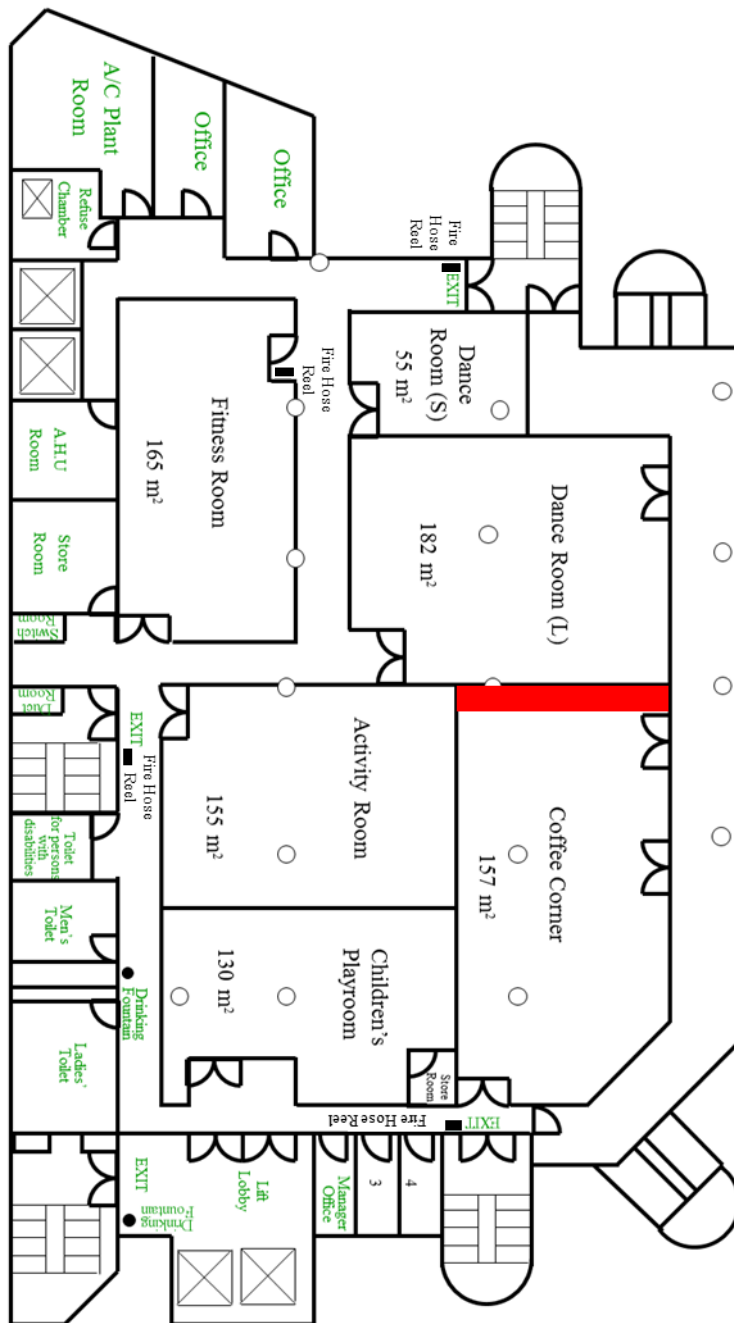 A/C Plant
Room
Office
Office
Refuse
Chamber
Fire
Hose
Reel
EXIT
Fire Hose
Reel
Dance
Room (S)
55 m²
Fitness Room
165 m²
Dance Room (L)
182 m²
A.H.U
Room
Store
Room
Switch
Room
Duct
Room
EXIT
Fire Hose
Reel
Activity Room
155 m²
Coffee Corner
157 m²
Toilet
for persons
with
disabilities
Men's
Toilet
Drinking
Fountain
Children's
Playroom
130 m²
Ladies'
Toilet
Store
Room
Fire Hose Reel
EXIT
EXIT
Drinking
Fountain
Lift
Lobby
Manager
Office
3
4